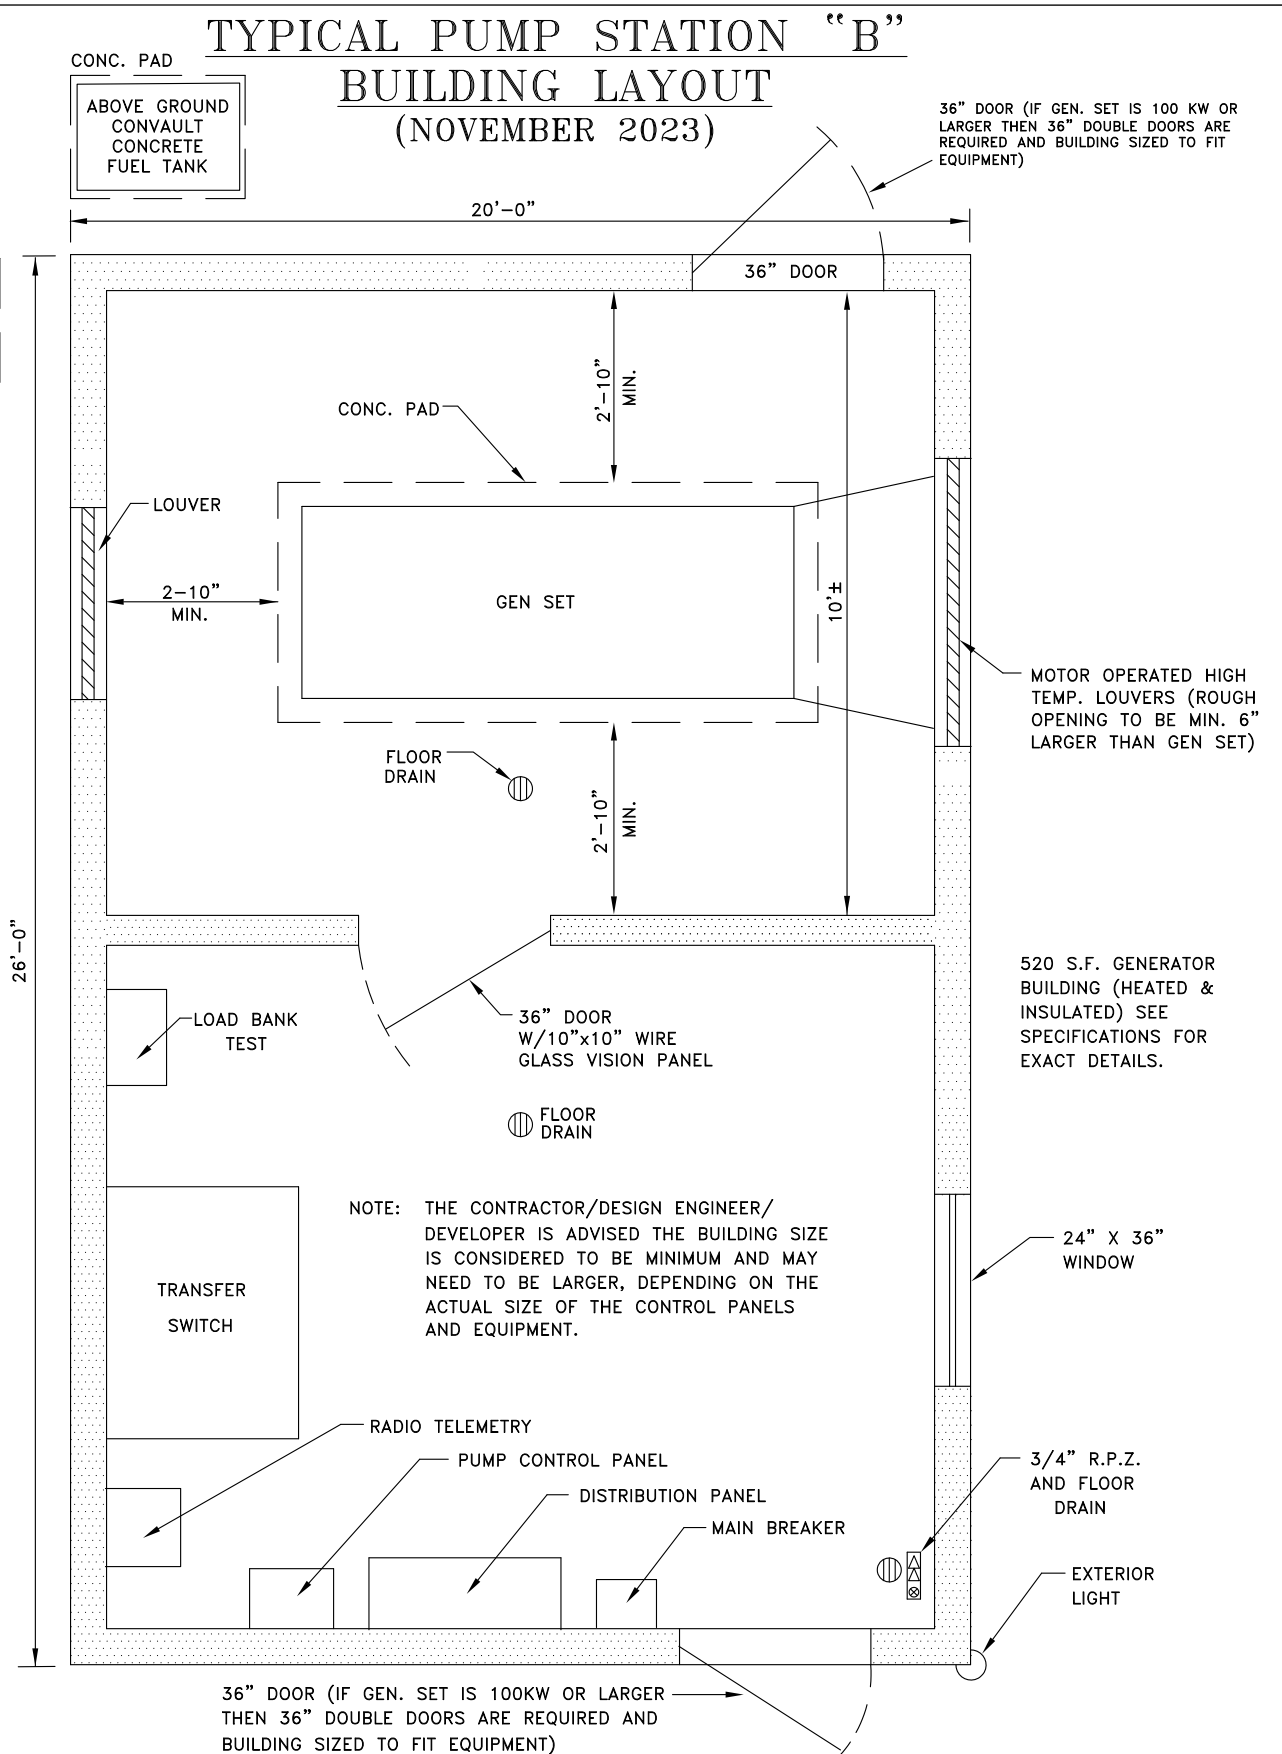 TYPICAL PUMP STATION “B”
BUILDING LAYOUT
(NOVEMBER 2023)
CONC. PAD
ABOVE GROUND
CONVAULT
CONCRETE
FUEL TANK
36” DOOR (IF GEN. SET IS 100 KW OR
LARGER THEN 36” DOUBLE DOORS ARE
REQUIRED AND BUILDING SIZED TO FIT
EQUIPMENT)
20’-0”
36” DOOR
2’-10”
MIN.
CONC. PAD
LOUVER
2-10”
MIN.
GEN SET
10’±
MOTOR OPERATED HIGH
TEMP. LOUVERS (ROUGH
OPENING TO BE MIN. 6”
LARGER THAN GEN SET)
FLOOR
DRAIN
2’-10”
MIN.
26’-0”
520 S.F. GENERATOR
BUILDING (HEATED &
INSULATED) SEE
SPECIFICATIONS FOR
EXACT DETAILS.
LOAD BANK
TEST
36” DOOR
W/10”x10” WIRE
GLASS VISION PANEL
FLOOR
DRAIN
NOTE: THE CONTRACTOR/DESIGN ENGINEER/
DEVELOPER IS ADVISED THE BUILDING SIZE
IS CONSIDERED TO BE MINIMUM AND MAY
NEED TO BE LARGER, DEPENDING ON THE
ACTUAL SIZE OF THE CONTROL PANELS
AND EQUIPMENT.
24” X 36”
WINDOW
TRANSFER
SWITCH
RADIO TELEMETRY
PUMP CONTROL PANEL
DISTRIBUTION PANEL
MAIN BREAKER
3/4” R.P.Z.
AND FLOOR
DRAIN
EXTERIOR
LIGHT
36” DOOR (IF GEN. SET IS 100KW OR LARGER
THEN 36” DOUBLE DOORS ARE REQUIRED AND
BUILDING SIZED TO FIT EQUIPMENT)